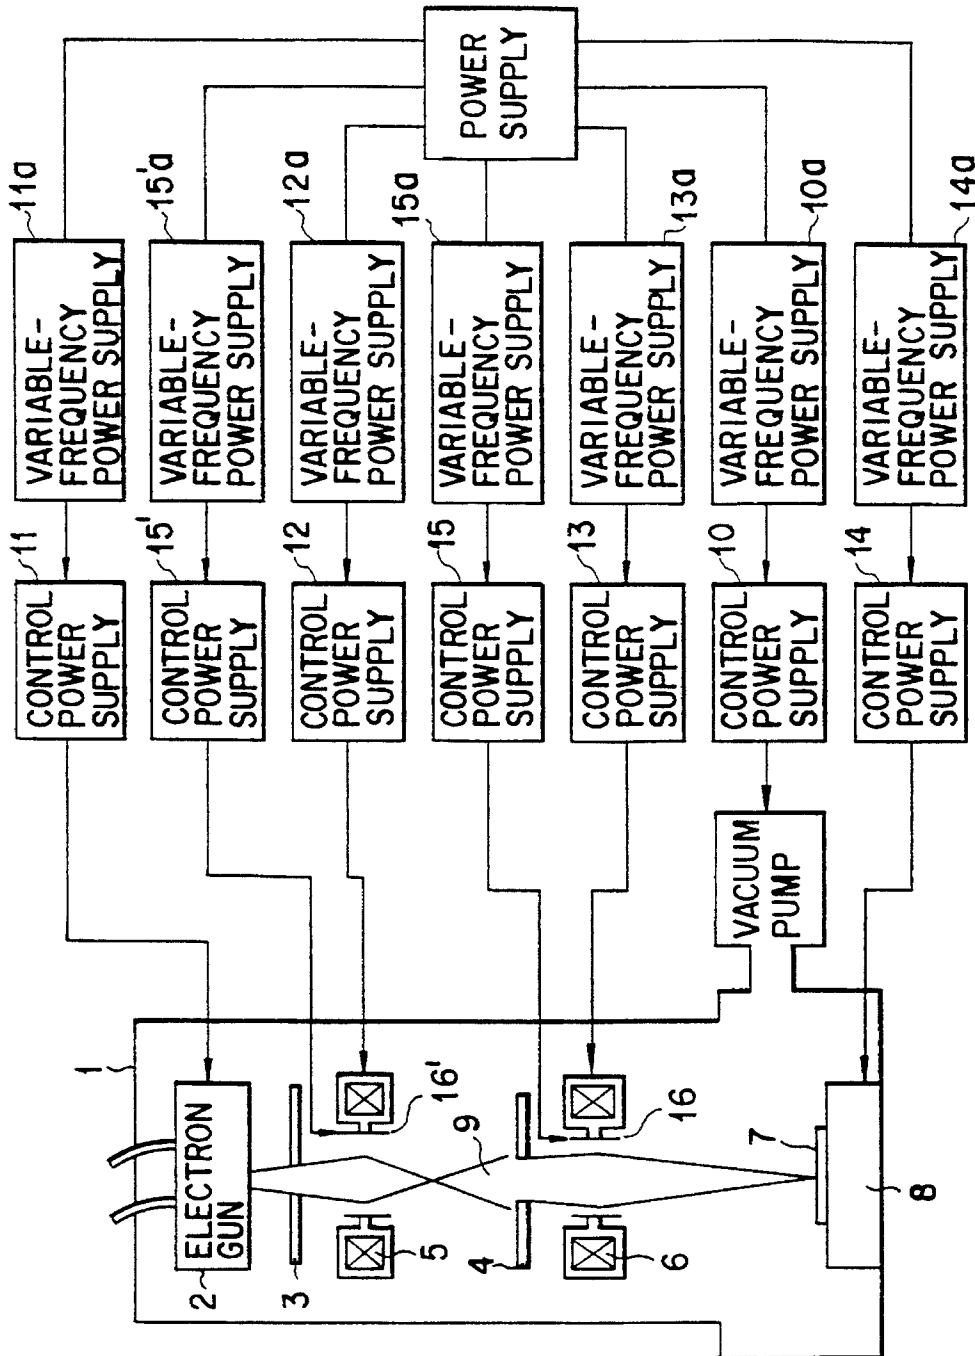 POWER
SUPPLY
11a
VARIABLE-
FREQUENCY
POWER SUPPLY
15'a
VARIABLE-
FREQUENCY
POWER SUPPLY
12a
VARIABLE-
FREQUENCY
POWER SUPPLY
15a
VARIABLE-
FREQUENCY
POWER SUPPLY
13a
VARIABLE-
FREQUENCY
POWER SUPPLY
10a
VARIABLE-
FREQUENCY
POWER SUPPLY
14a
VARIABLE-
FREQUENCY
POWER SUPPLY
11
CONTROL
POWER
SUPPLY
15'
CONTROL
POWER
SUPPLY
12
CONTROL
POWER
SUPPLY
15
CONTROL
POWER
SUPPLY
13
CONTROL
POWER
SUPPLY
10
CONTROL
POWER
SUPPLY
14
CONTROL
POWER
SUPPLY
VACUUM
PUMP
1
ELECTRON
GUN
2
3
16'
5
9
4
16
6
7
8